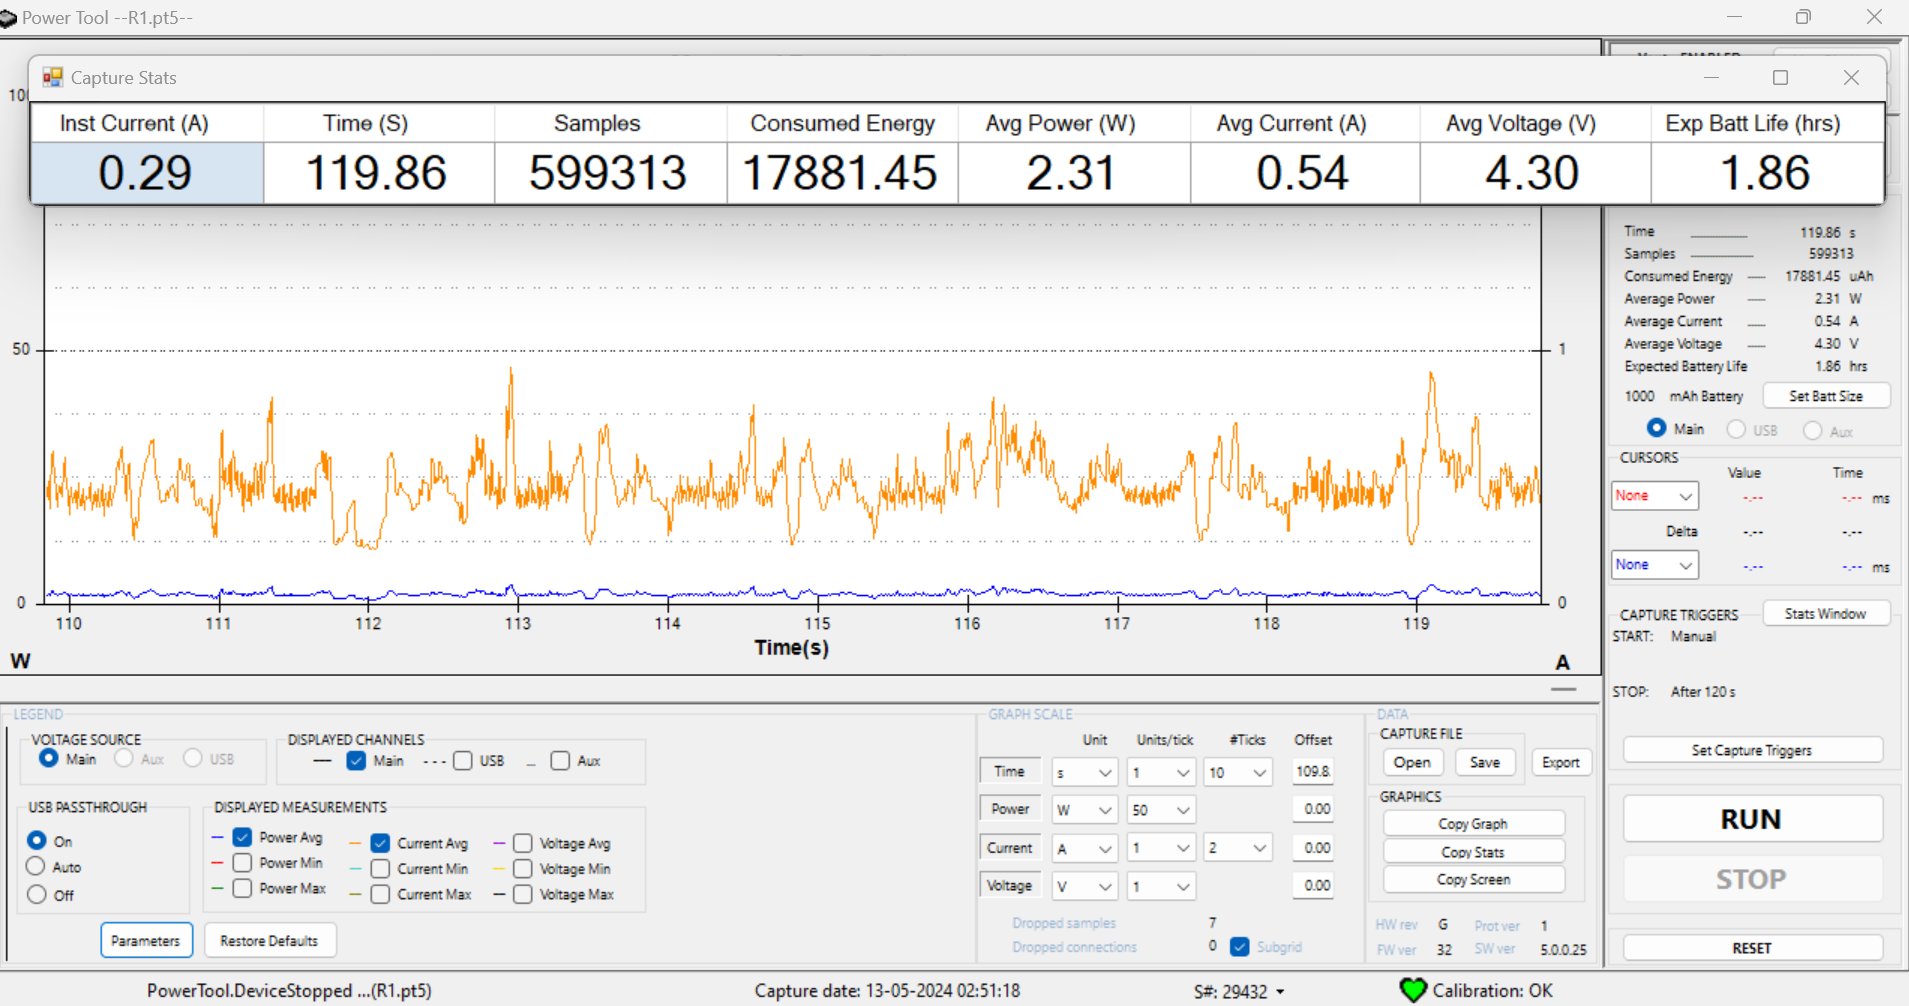 Power Tool --R1.pt5--
Capture Stats
Inst Current (A) Time (S) Samples Consumed Energy Avg Power (W) Avg Current (A) Avg Voltage (V) Exp Batt Life (hrs)
0.29 119.86 599313 17881.45 2.31 0.54 4.30 1.86
50 1
0 0
110 111 112 113 114 115 116 117 118 119
Time(s)
W A
Time 119.86 s
Samples 599313
Consumed Energy 17881.45 uAh
Average Power 2.31 W
Average Current 0.54 A
Average Voltage 4.30 V
Expected Battery Life 1.86 hrs
1000 mAh Battery Set Batt Size
Main USB Aux
CURSORS
Value Time
None -.-- -.-- ms
Delta -.-- -.--
None -.-- -.-- ms
CAPTURE TRIGGERS Stats Window
START: Manual
STOP: After 120 s
Set Capture Triggers
RUN
STOP
RESET
LEGEND
VOLTAGE SOURCE
Main Aux USB
DISPLAYED CHANNELS
Main USB Aux
USB PASSTHROUGH
On
Auto
Off
DISPLAYED MEASUREMENTS
Power Avg Current Avg Voltage Avg
Power Min Current Min Voltage Min
Power Max Current Max Voltage Max
Parameters Restore Defaults
GRAPH SCALE
Unit Units/tick #Ticks Offset
Time s 1 10 109.8
Power W 50 0.00
Current A 1 2 0.00
Voltage V 1 0.00
Dropped samples 7
Dropped connections 0 Subgrid
DATA
CAPTURE FILE
Open Save Export
GRAPHICS
Copy Graph
Copy Stats
Copy Screen
HW rev G Prot ver 1
FW ver 32 SW ver 5.0.0.25
PowerTool.DeviceStopped ...(R1.pt5) Capture date: 13-05-2024 02:51:18 S#: 29432 Calibration: OK